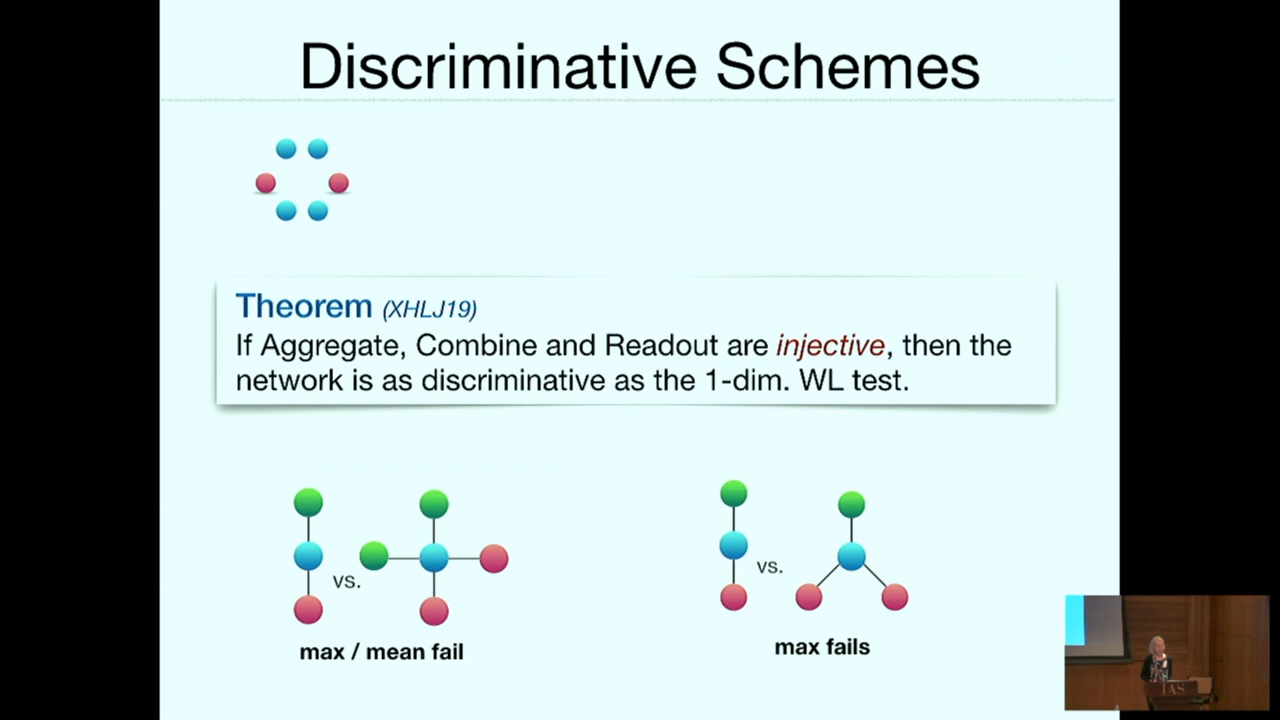 Discriminative Schemes
Theorem (XHLJ19)
If Aggregate, Combine and Readout are injective, then the
network is as discriminative as the 1-dim. WL test.
vs.
max / mean fail
vs.
max fails
IAS